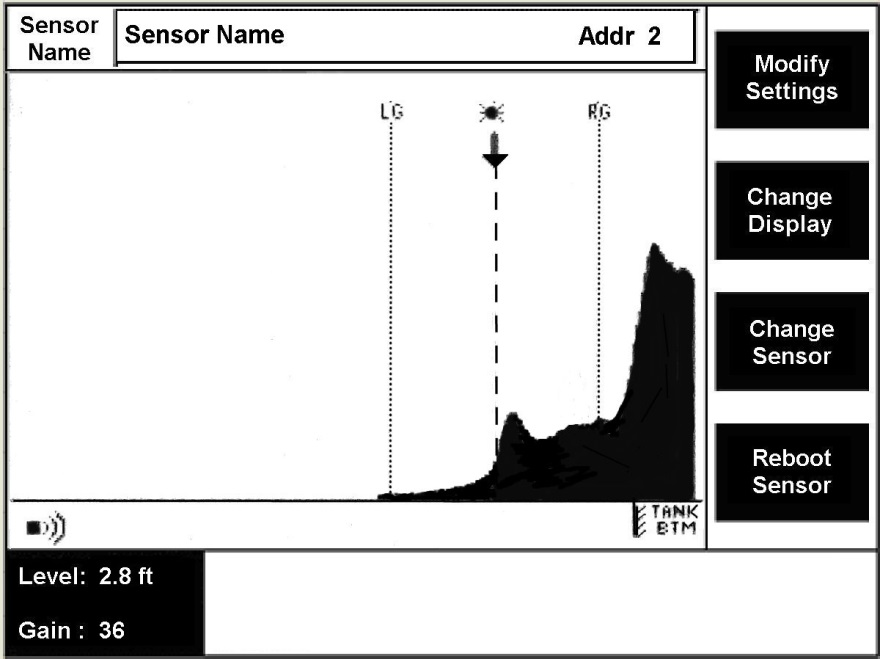 Sensor
Name
Sensor Name
Addr 2
LG
RG
TANK
BTM
Modify
Settings
Change
Display
Change
Sensor
Reboot
Sensor
Level: 2.8 ft
Gain : 36